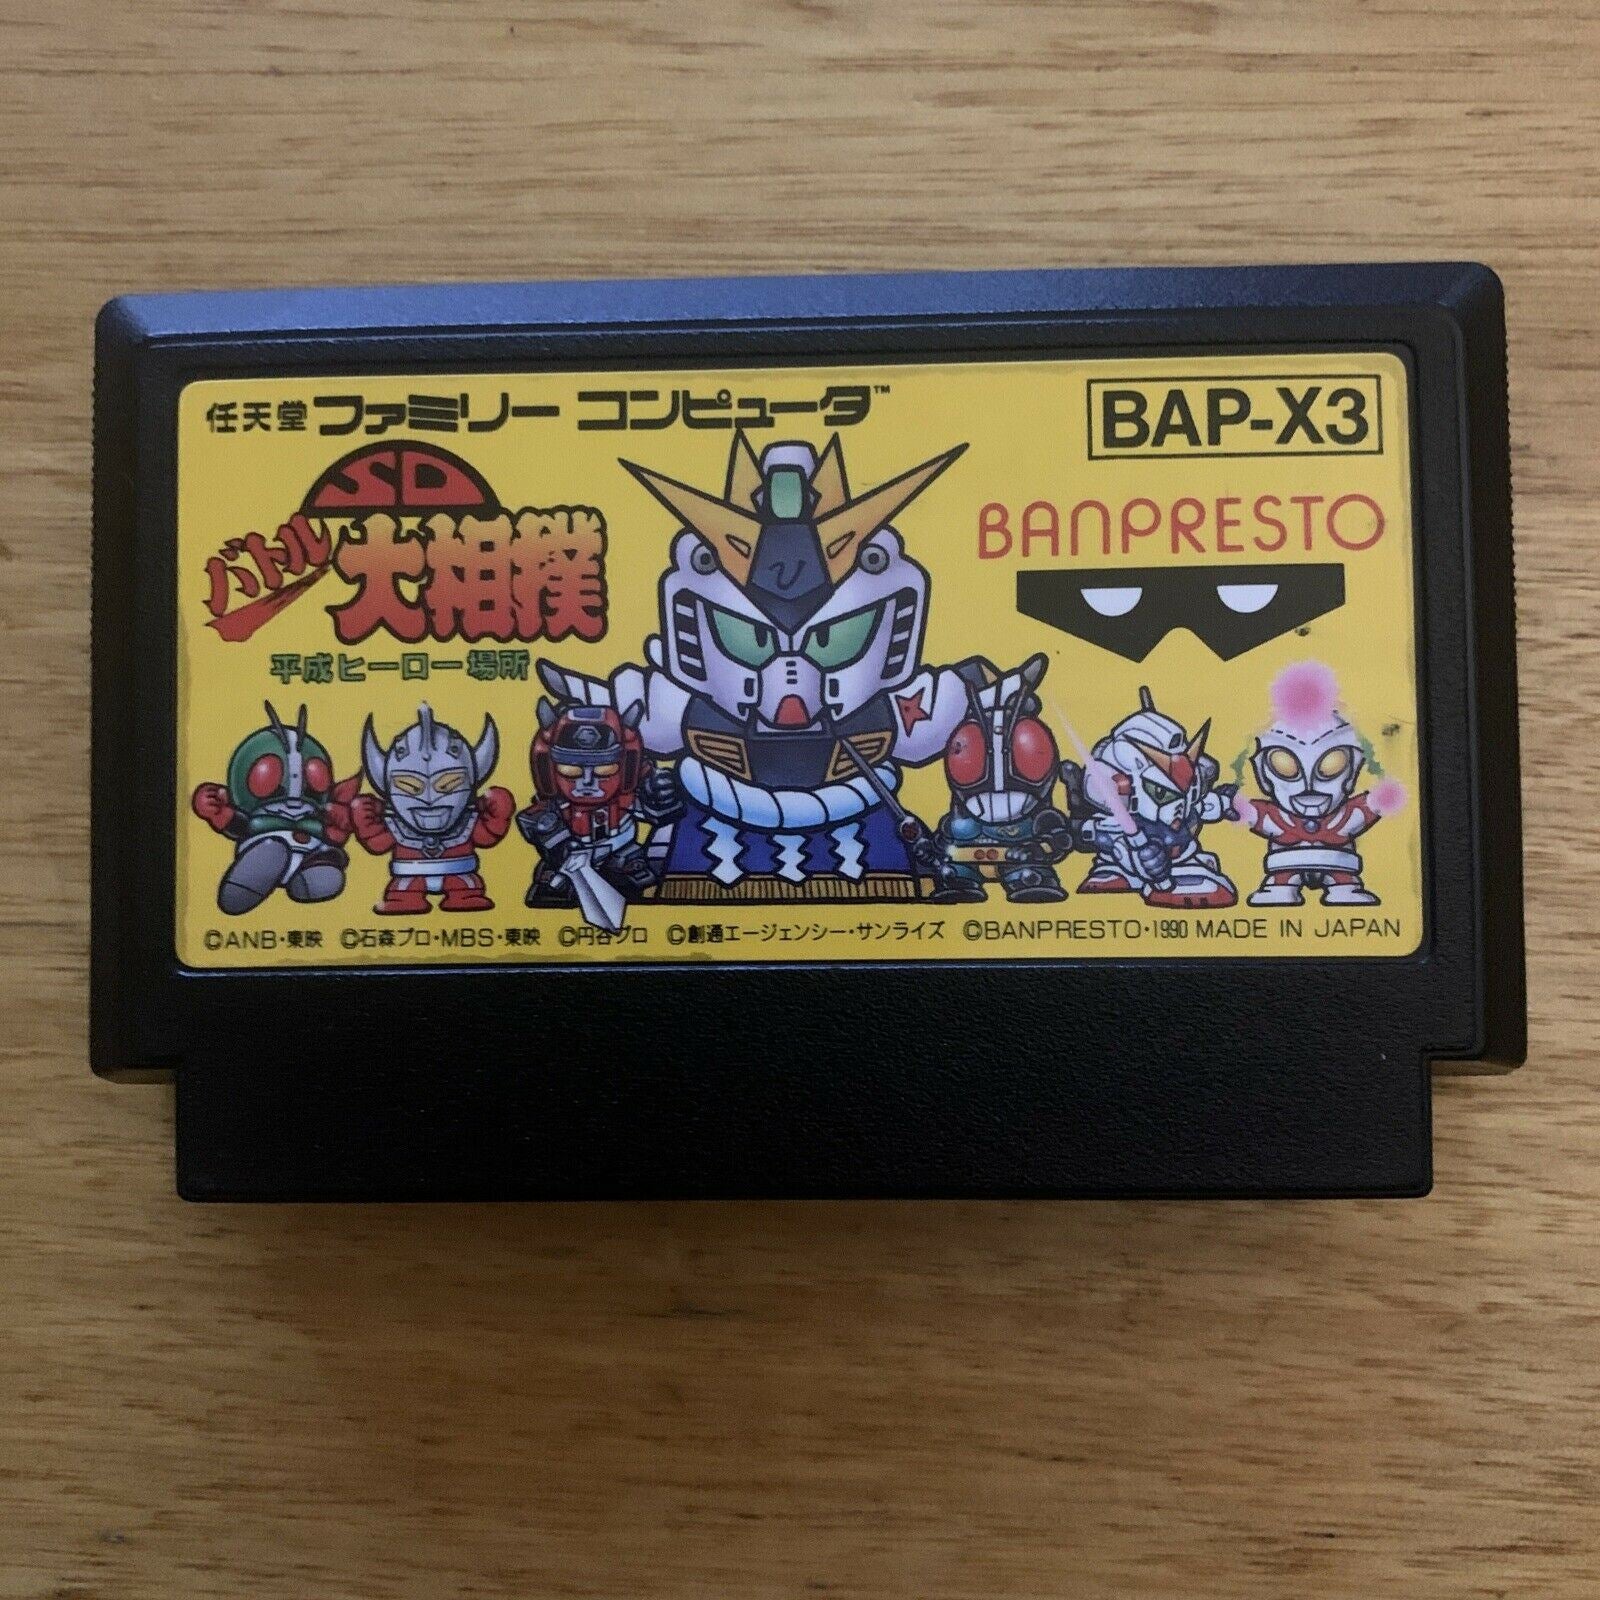 任天堂 ファミリー コンピュータ™
BAP-X3
SD
バトル
大相撲
平成ヒーロー場所
BANPRESTO
ν
©ANB・東映 ©石森プロ・MBS・東映 ©円谷プロ ©創通エージェンシー・サンライズ ©BANPRESTO・1990 MADE IN JAPAN